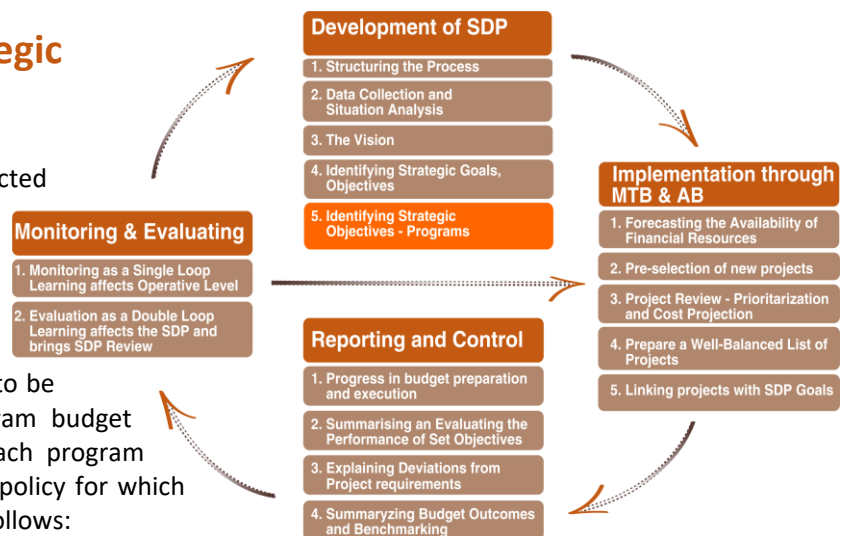 egic
cted
to be
ram budget
ach program
policy for which
ollows:
Development of SDP
1. Structuring the Process
2. Data Collection and
Situation Analysis
3. The Vision
4. Identifying Strategic Goals,
Objectives
5. Identifying Strategic
Objectives - Programs
Implementation through
MTB & AB
1. Forecasting the Availability of
Financial Resources
2. Pre-selection of new projects
3. Project Review - Prioritarization
and Cost Projection
4. Prepare a Well-Balanced List of
Projects
5. Linking projects with SDP Goals
Reporting and Control
1. Progress in budget preparation
and execution
2. Summarising an Evaluating the
Performance of Set Objectives
3. Explaining Deviations from
Project requirements
4. Summaryzing Budget Outcomes
and Benchmarking
Monitoring & Evaluating
1. Monitoring as a Single Loop
Learning affects Operative Level
2. Evaluation as a Double Loop
Learning affects the SDP and
brings SDP Review